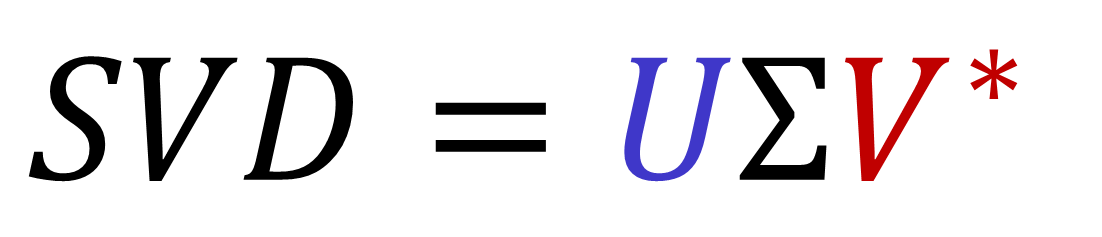 SVD = UΣV*